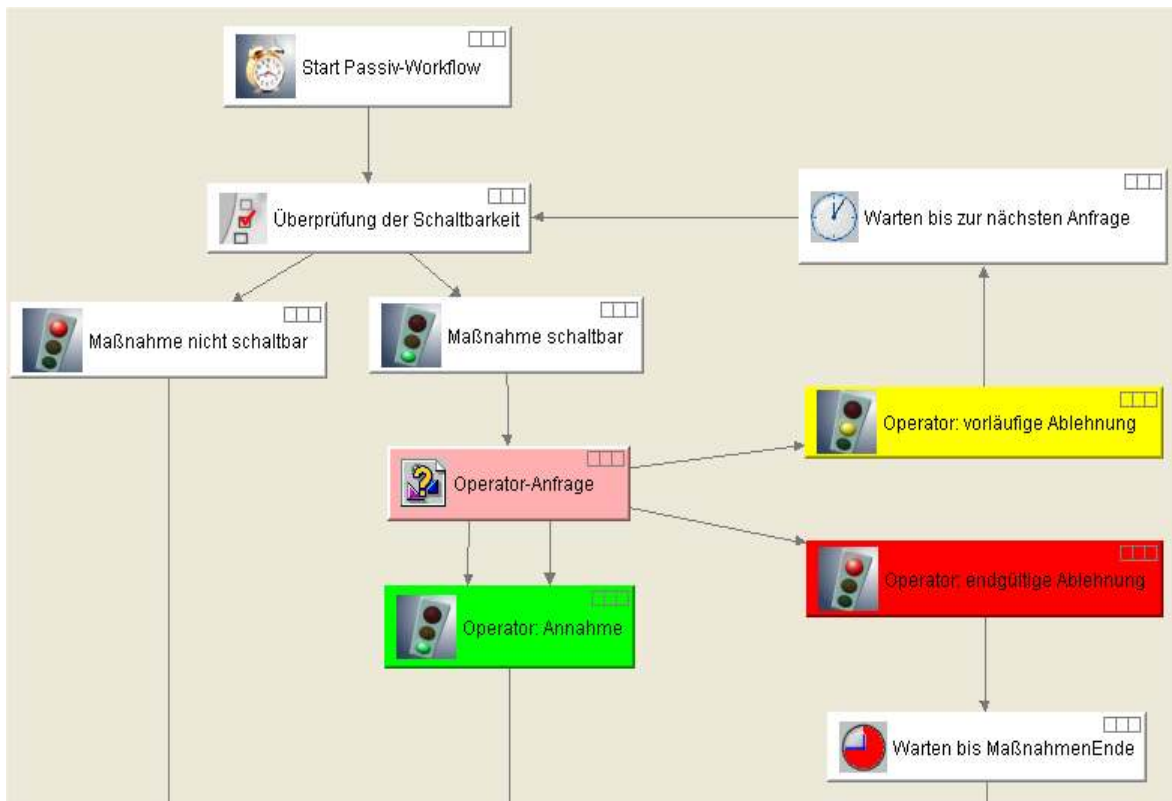 Start Passiv-Workflow
Überprüfung der Schaltbarkeit
Warten bis zur nächsten Anfrage
Maßnahme nicht schaltbar
Maßnahme schaltbar
Operator: vorläufige Ablehnung
Operator-Anfrage
Operator: endgültige Ablehnung
Operator: Annahme
Warten bis MaßnahmenEnde